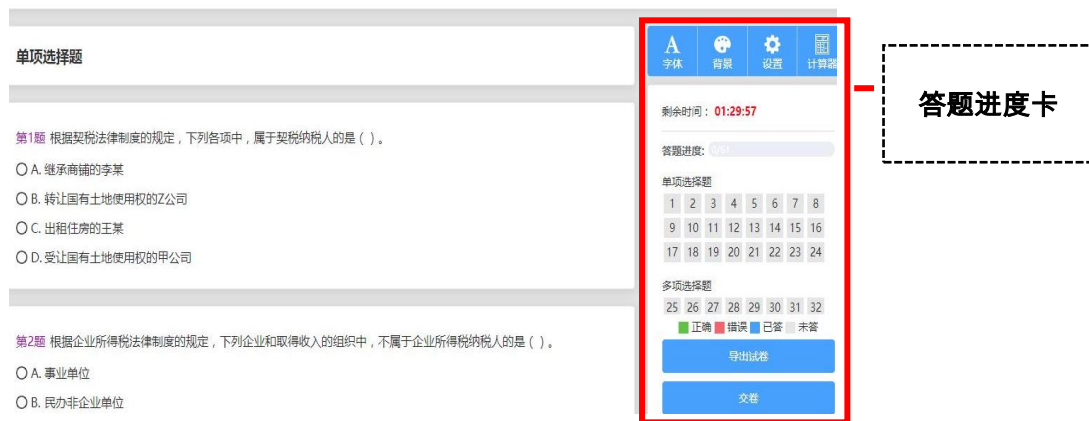 单项选择题
第1题 根据契税法律制度的规定，下列各项中，属于契税纳税人的是 ( ) 。
A. 继承商铺的李某
B. 转让国有土地使用权的Z公司
C. 出租住房的王某
D. 受让国有土地使用权的甲公司
第2题 根据企业所得税法律制度的规定，下列企业和取得收入的组织中，不属于企业所得税纳税人的是 ( ) 。
A. 事业单位
B. 民办非企业单位
A
字体 背景 设置 计算器
剩余时间： 01:29:57
答题进度:
单项选择题
1 2 3 4 5 6 7 8
9 10 11 12 13 14 15 16
17 18 19 20 21 22 23 24
多项选择题
25 26 27 28 29 30 31 32
正确 错误 已答 未答
导出试卷
交卷
答题进度卡